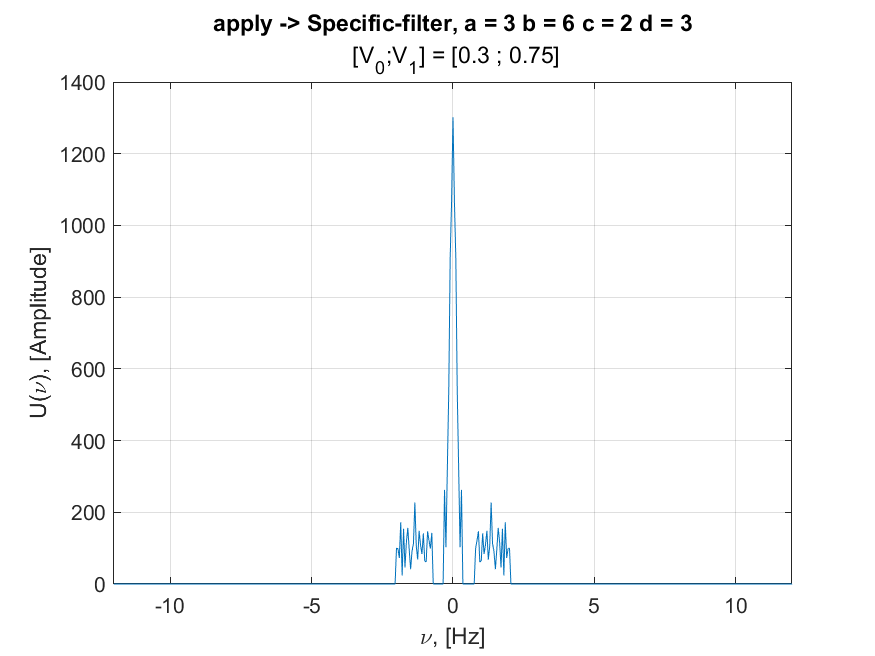 apply -> Specific-filter, a = 3 b = 6 c = 2 d = 3
[V₀;V₁] = [0.3 ; 0.75]
1400
1200
1000
800
600
400
200
0
U(ν), [Amplitude]
-10 -5 0 5 10
ν, [Hz]